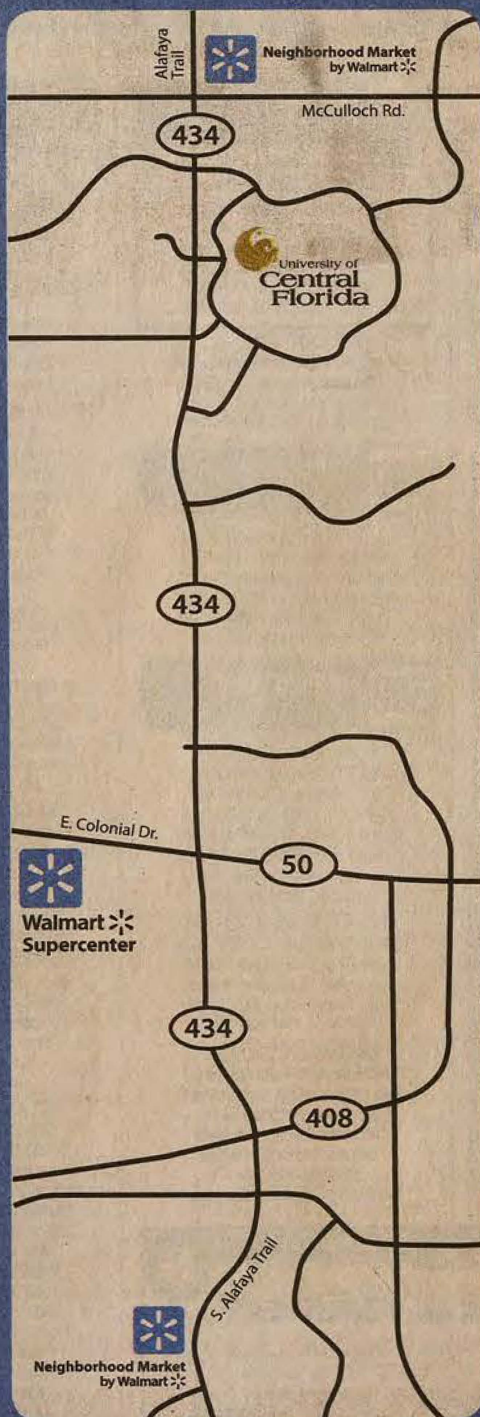 Alafaya
Trail
Neighborhood Market
by Walmart
McCulloch Rd.
434
University of
Central
Florida
434
E. Colonial Dr.
50
Walmart
Supercenter
434
408
S. Alafaya Trail
Neighborhood Market
by Walmart